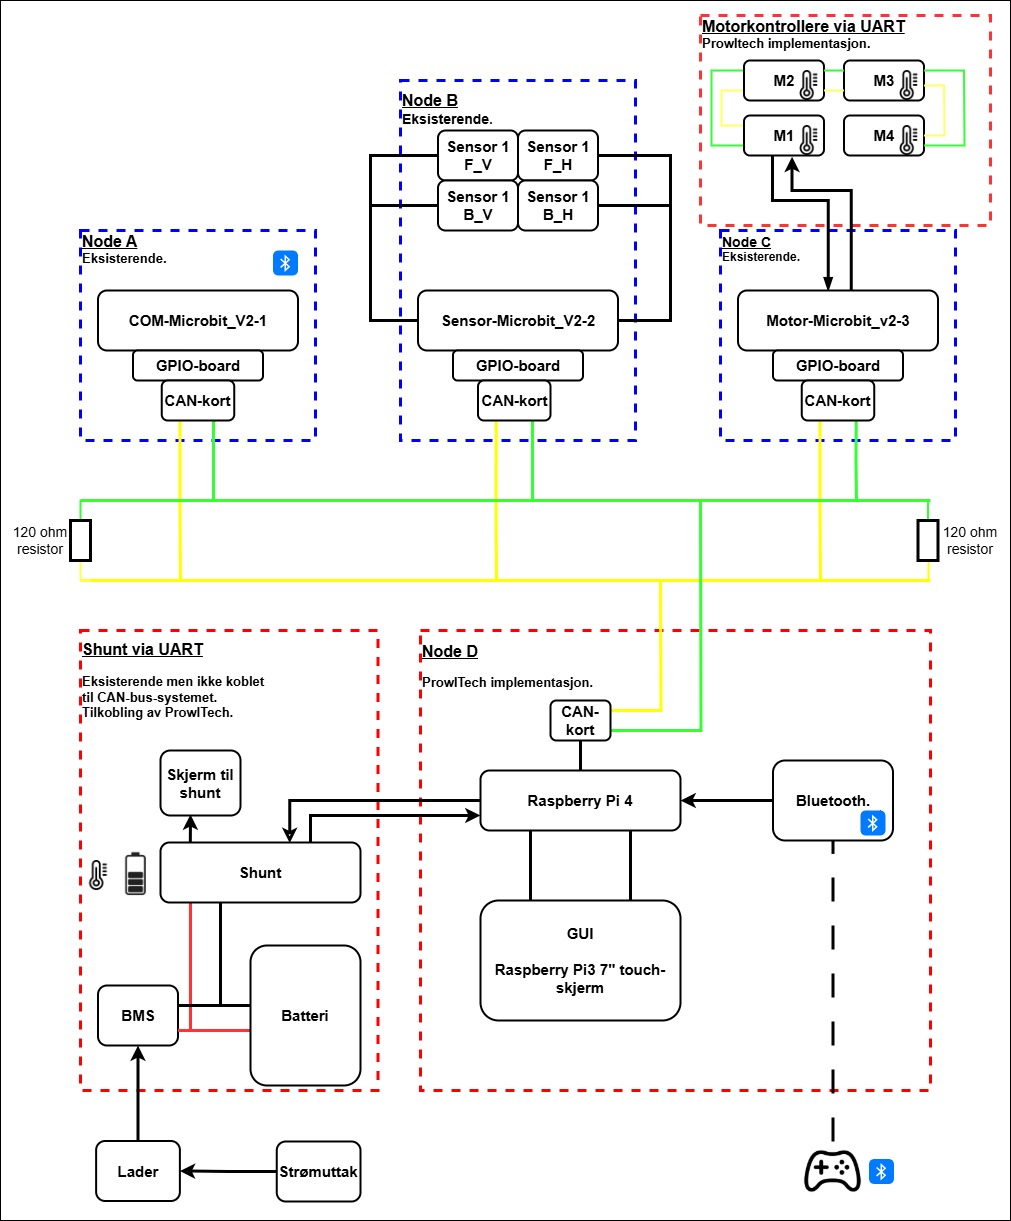 Motorkontrollere via UART
Prowltech implementasjon.
M2
M3
M1
M4
Node B
Eksisterende.
Sensor 1
F_V
Sensor 1
F_H
Sensor 1
B_V
Sensor 1
B_H
Node A
Eksisterende.
Node C
Eksisterende.
COM-Microbit_V2-1
GPIO-board
CAN-kort
Sensor-Microbit_V2-2
GPIO-board
CAN-kort
Motor-Microbit_v2-3
GPIO-board
CAN-kort
120 ohm
resistor
120 ohm
resistor
Shunt via UART
Eksisterende men ikke koblet
til CAN-bus-systemet.
Tilkobling av ProwlTech.
Node D
ProwlTech implementasjon.
CAN-
kort
Skjerm til
shunt
Raspberry Pi 4
Bluetooth.
Shunt
GUI
Raspberry Pi3 7" touch-
skjerm
BMS
Batteri
Lader
Strømuttak